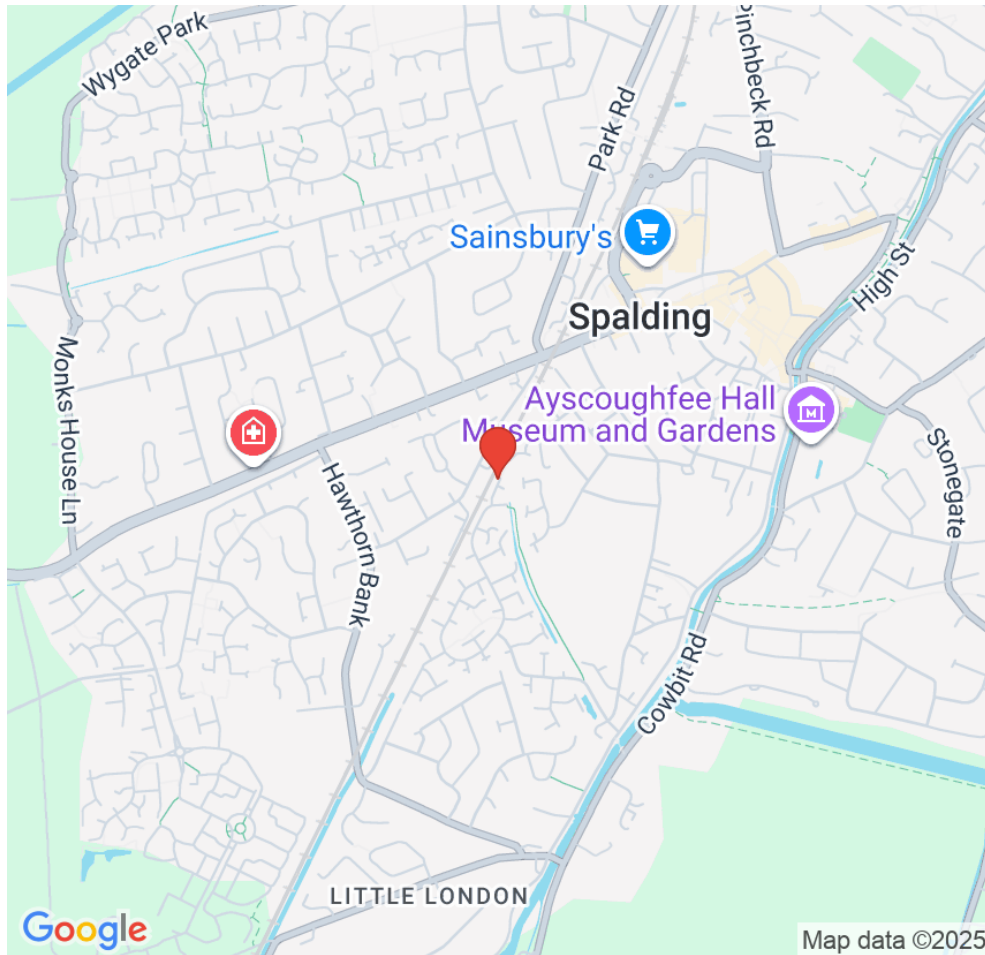 Wygate Park
Park Rd
Pinchbeck Rd
Sainsbury's
High St
Spalding
Monks House Ln
Ayscoughfee Hall
Museum and Gardens
Stonegate
Hawthorn Bank
Cowbit Rd
LITTLE LONDON
Google
Map data ©2025